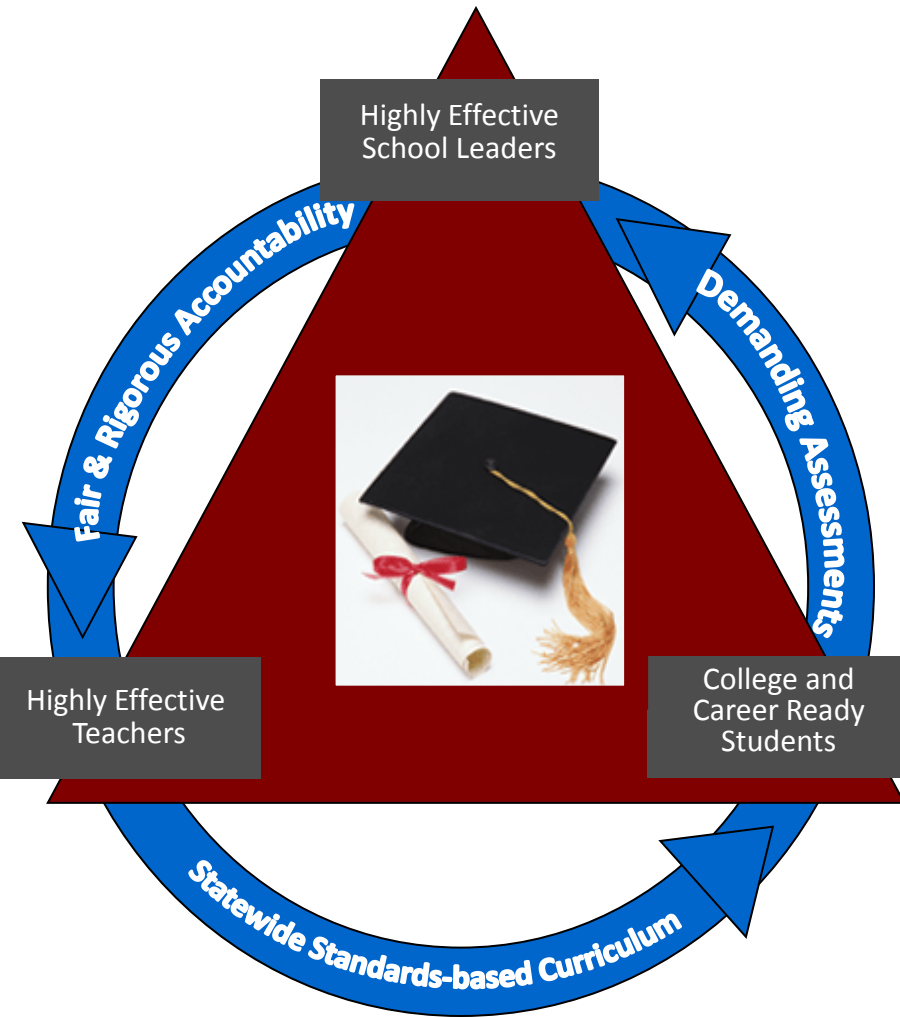 Highly Effective
School Leaders
Fair & Rigorous Accountability
Demanding Assessments
Highly Effective
Teachers
College and
Career Ready
Students
Statewide Standards-based Curriculum